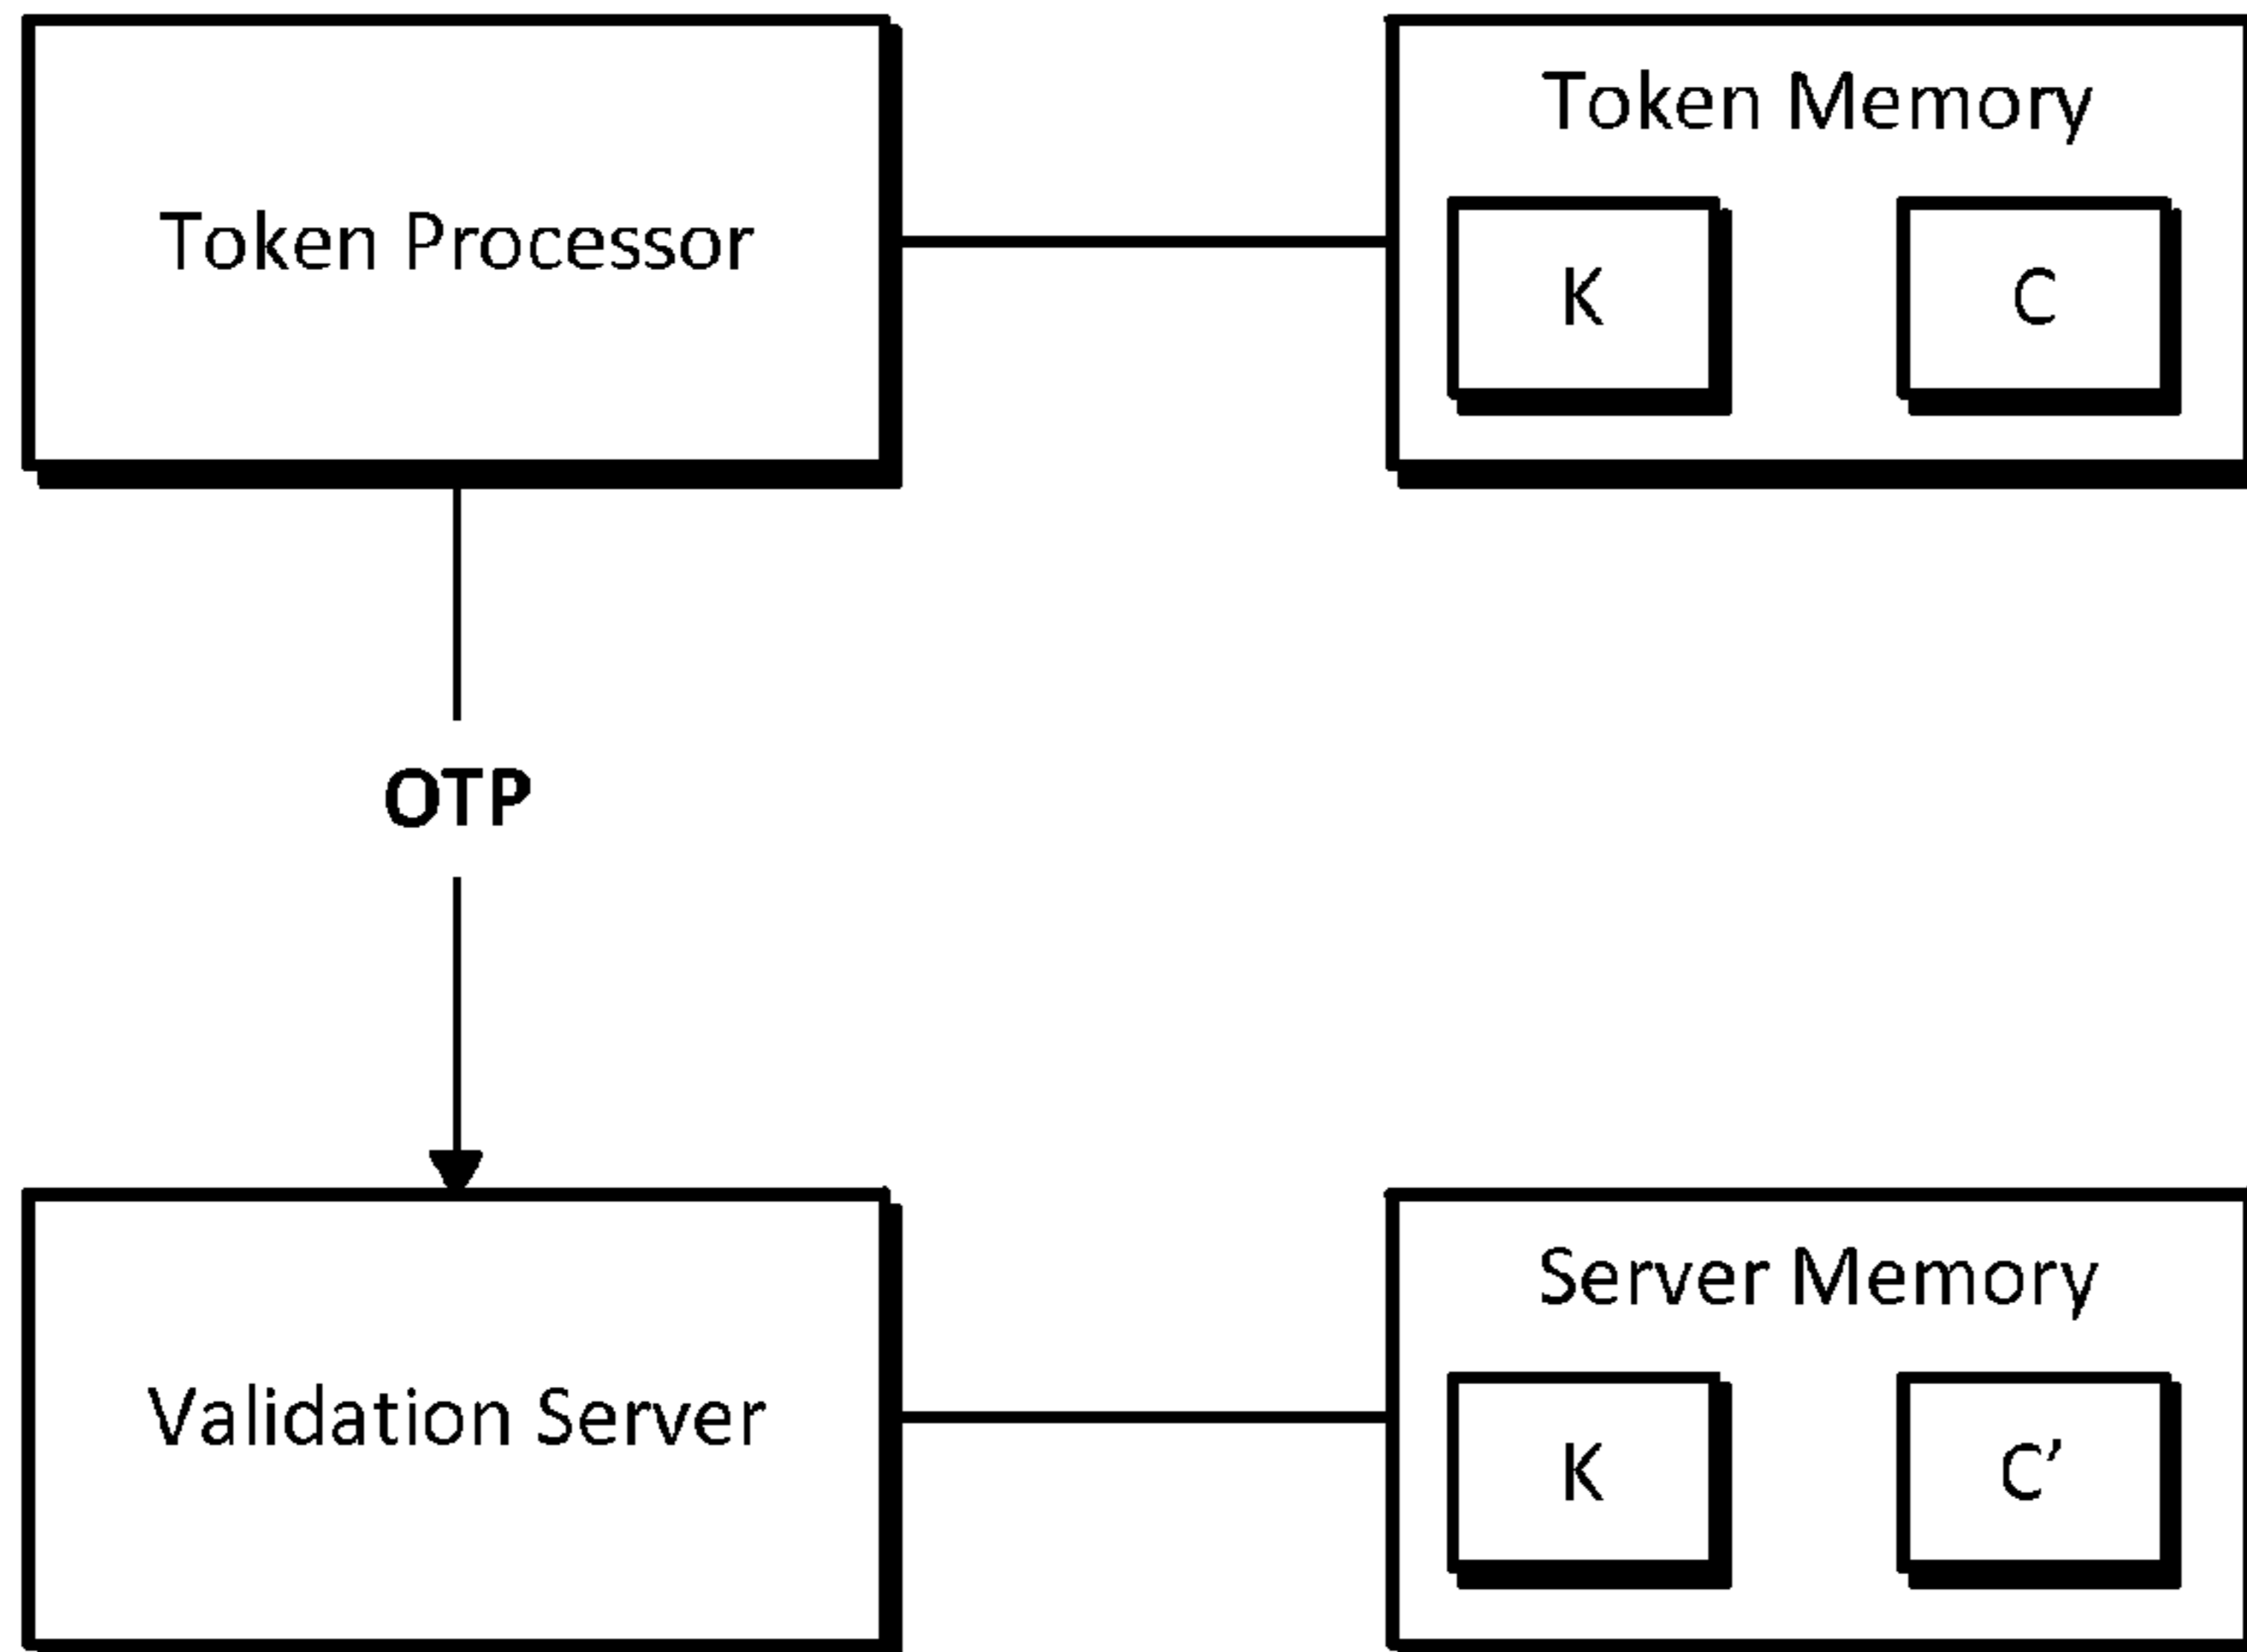 Token Processor
Token Memory
K
C
OTP
Validation Server
Server Memory
K
C’